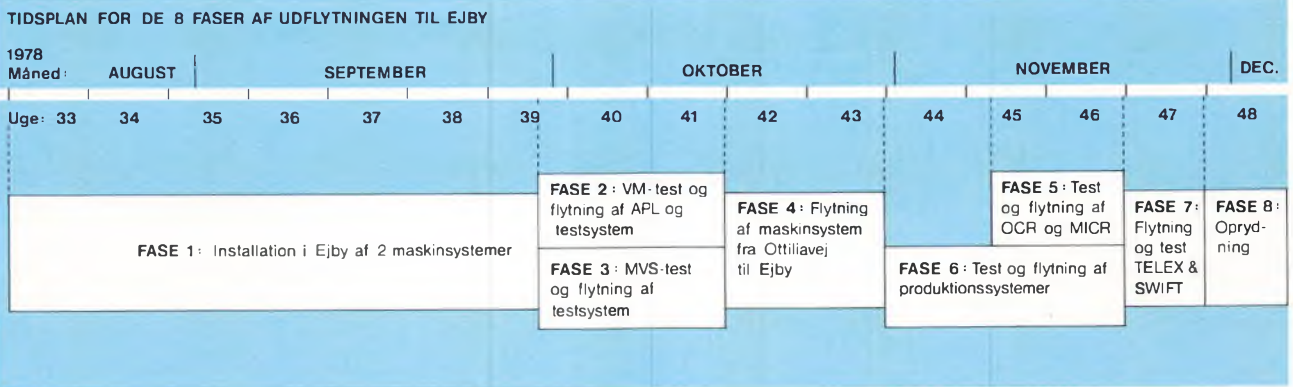 TIDSPLAN FOR DE 8 FASER AF UDFLYTNINGEN TIL EJBY
1978
Måned: AUGUST SEPTEMBER OKTOBER NOVEMBER DEC.
Uge: 33 34 35 36 37 38 39 40 41 42 43 44 45 46 47 48
FASE 1: Installation i Ejby af 2 maskinsystemer
FASE 2: VM-test og
flytning af APL og
testsystem
FASE 3: MVS-test
og flytning af
testsystem
FASE 4: Flytning
af maskinsystem
fra Ottiliavej
til Ejby
FASE 5: Test
og flytning af
OCR og MICR
FASE 6: Test og flytning af
produktionssystemer
FASE 7:
Flytning
og test
TELEX &
SWIFT
FASE 8:
Opryd-
ning